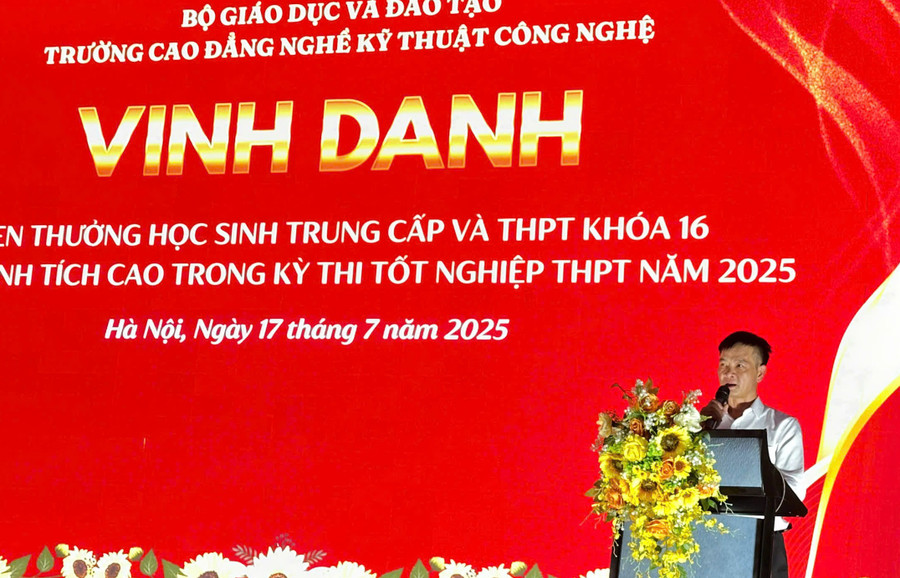 BỘ GIÁO DỤC VÀ ĐÀO TẠO
TRƯỜNG CAO ĐẲNG NGHỀ KỸ THUẬT CÔNG NGHỆ
VINH DANH
THƯỞNG HỌC SINH TRUNG CẤP VÀ THPT KHÓA 16
TÍCH CAO TRONG KỲ THI TỐT NGHIỆP THPT NĂM 2025
Hà Nội, Ngày 17 tháng 7 năm 2025